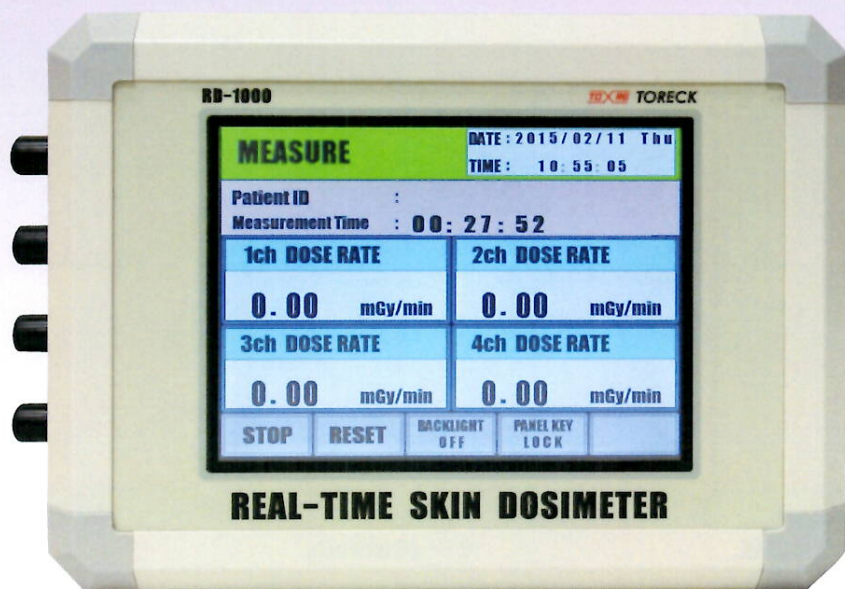 RD-1000
TORECK
MEASURE
DATE:2015/02/11 Thu
TIME: 10:55:05
Patient ID :
Measurement Time : 00:27:52
1ch DOSE RATE
2ch DOSE RATE
0.00 mGy/min
0.00 mGy/min
3ch DOSE RATE
4ch DOSE RATE
0.00 mGy/min
0.00 mGy/min
STOP
RESET
BACKLIGHT
OFF
PANEL KEY
LOCK
REAL-TIME SKIN DOSIMETER